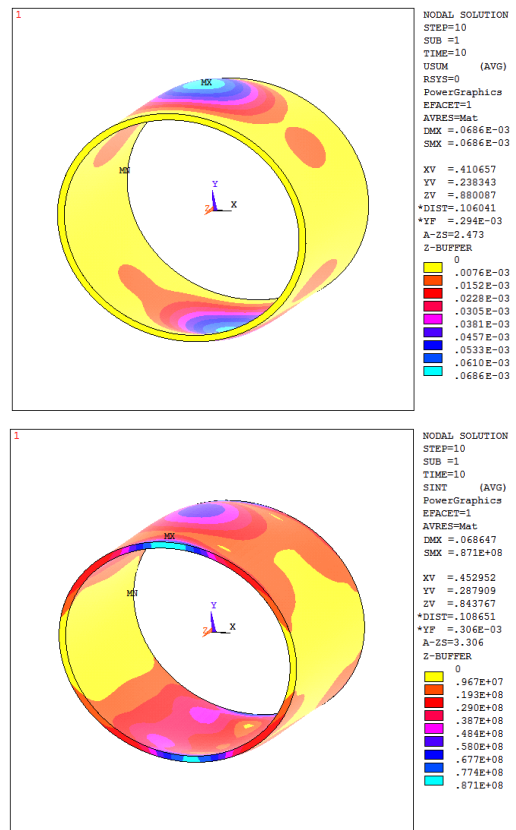 1
NODAL SOLUTION
STEP=10
SUB =1
TIME=10
USUM (AVG)
RSYS=0
PowerGraphics
EFACET=1
AVRES=Mat
DMX =.0686E-03
SMX =.0686E-03
XV =.410657
YV =.238343
ZV =.880087
*DIST=.106041
*YF =.294E-03
A-ZS=2.473
Z-BUFFER
0
.0076E-03
.0152E-03
.0228E-03
.0305E-03
.0381E-03
.0457E-03
.0533E-03
.0610E-03
.0686E-03
MX
MN
Y
Z
X
1
NODAL SOLUTION
STEP=10
SUB =1
TIME=10
SINT (AVG)
PowerGraphics
EFACET=1
AVRES=Mat
DMX =.068647
SMX =.871E+08
XV =.452952
YV =.287909
ZV =.843767
*DIST=.108651
*YF =.306E-03
A-ZS=3.306
Z-BUFFER
0
.967E+07
.193E+08
.290E+08
.387E+08
.484E+08
.580E+08
.677E+08
.774E+08
.871E+08
MX
MN
Y
Z
X